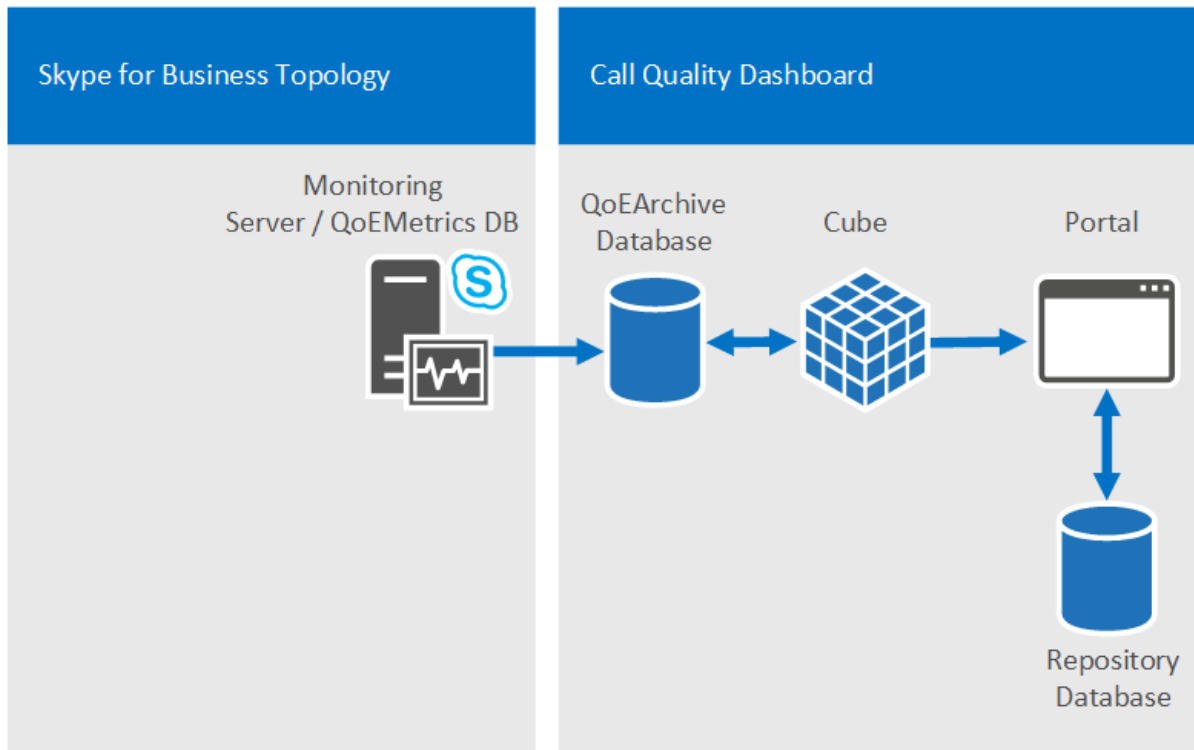 Skype for Business Topology
Call Quality Dashboard
Monitoring
Server / QoEMetrics DB
S
QoEArchive
Database
Cube
Portal
Repository
Database